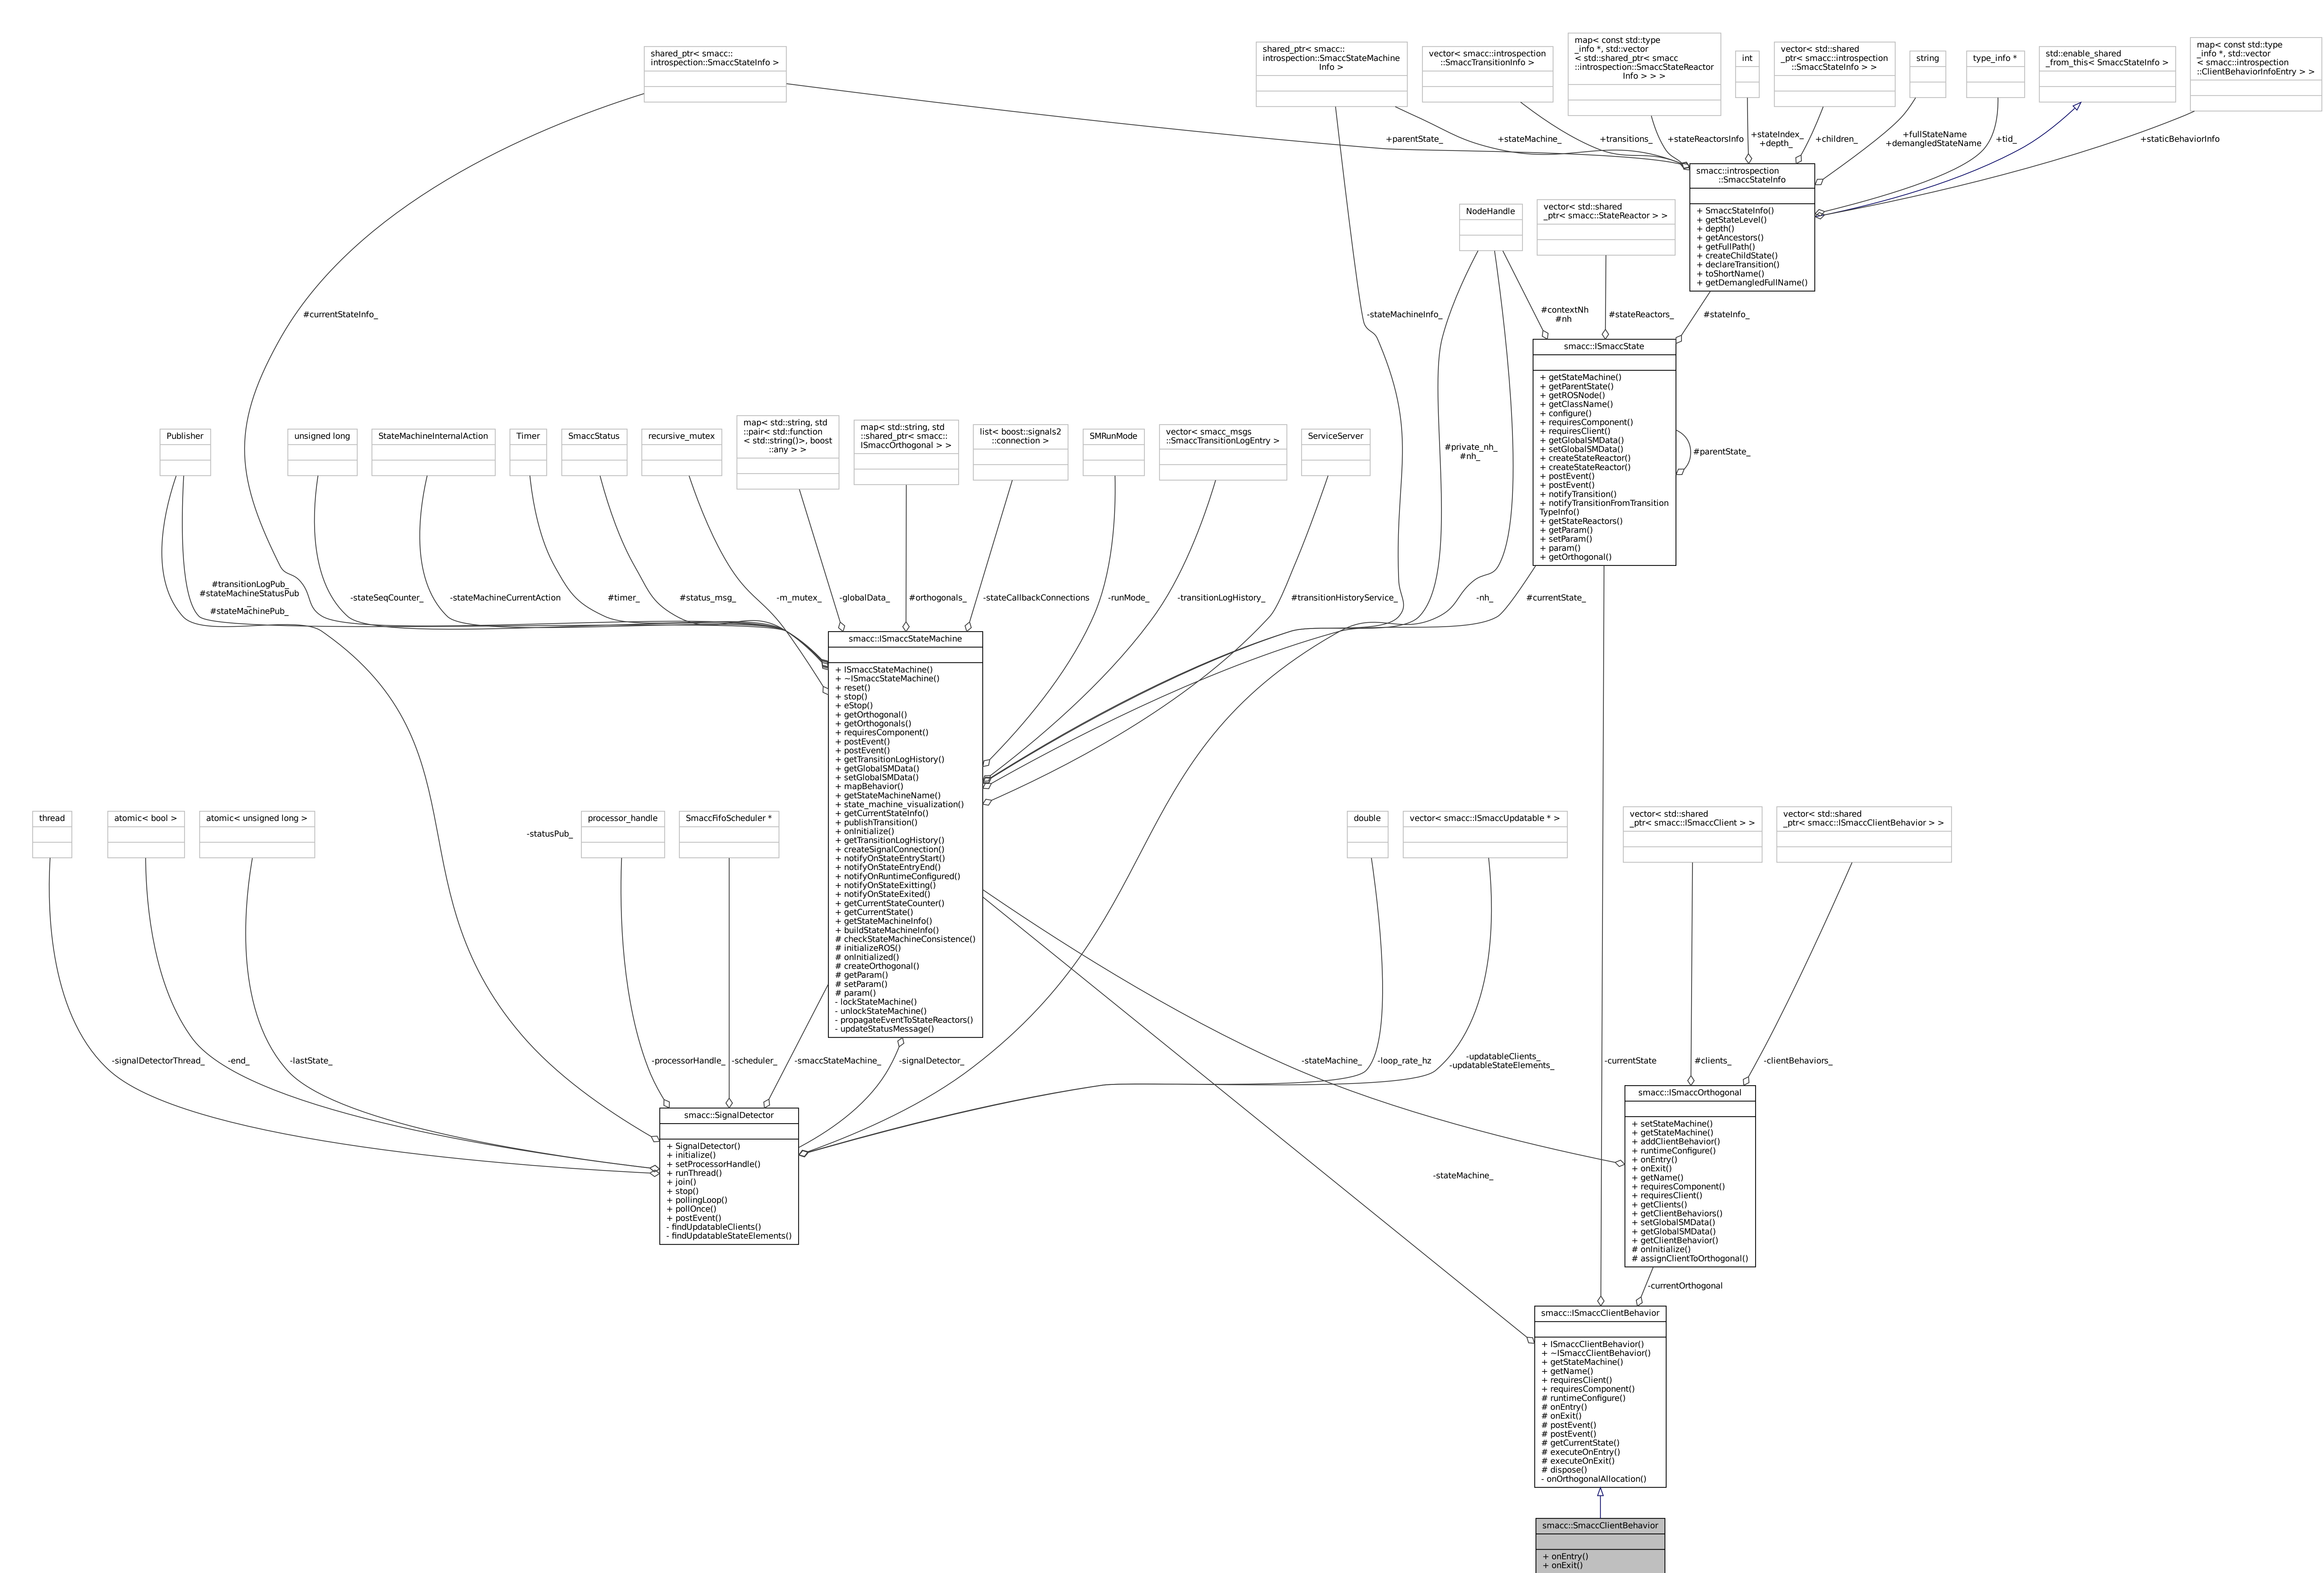 shared_ptr< smacc::
introspection::SmaccStateInfo >
shared_ptr< smacc::
introspection::SmaccStateMachine
Info >
vector< smacc::introspection
::SmaccTransitionInfo >
map< const std::type
_info *, std::vector
< std::shared_ptr< smacc
::introspection::SmaccStateReactor
Info > > >
int
vector< std::shared
_ptr< smacc::introspection
::SmaccStateInfo > >
string
type_info *
std::enable_shared
_from_this< SmaccStateInfo >
map< const std::type
_info *, std::vector
< smacc::introspection
::ClientBehaviorInfoEntry > >
+parentState_
+stateMachine_
+transitions_
+stateReactorsInfo
+stateIndex_
+depth_
+children_
+fullStateName
+demangledStateName
+tid_
+staticBehaviorInfo
smacc::introspection
::SmaccStateInfo
+ SmaccStateInfo()
+ getStateLevel()
+ depth()
+ getAncestors()
+ getFullPath()
+ createChildState()
+ declareTransition()
+ toShortName()
+ getDemangledFullName()
NodeHandle
vector< std::shared
_ptr< smacc::StateReactor > >
#currentStateInfo_
-stateMachineInfo_
#contextNh
#nh
#stateReactors_
#stateInfo_
smacc::ISmaccState
+ getStateMachine()
+ getParentState()
+ getROSNode()
+ getClassName()
+ configure()
+ requiresComponent()
+ requiresClient()
+ getGlobalSMData()
+ setGlobalSMData()
+ createStateReactor()
+ createStateReactor()
+ postEvent()
+ postEvent()
+ notifyTransition()
+ notifyTransitionFromTransition
TypeInfo()
+ getStateReactors()
+ getParam()
+ setParam()
+ param()
+ getOrthogonal()
#parentState_
Publisher
unsigned long
StateMachineInternalAction
Timer
SmaccStatus
recursive_mutex
map< std::string, std
::pair< std::function
< std::string()>, boost
::any > >
map< std::string, std
::shared_ptr< smacc::
ISmaccOrthogonal > >
list< boost::signals2
::connection >
SMRunMode
vector< smacc_msgs
::SmaccTransitionLogEntry >
ServiceServer
#private_nh_
#nh_
#transitionLogPub_
#stateMachineStatusPub
_
#stateMachinePub_
-stateSeqCounter_
-stateMachineCurrentAction
#timer_
#status_msg_
-m_mutex_
-globalData_
#orthogonals_
-stateCallbackConnections
-runMode_
-transitionLogHistory_
#transitionHistoryService_
-nh_
#currentState_
smacc::ISmaccStateMachine
+ ISmaccStateMachine()
+ ~ISmaccStateMachine()
+ reset()
+ stop()
+ eStop()
+ getOrthogonal()
+ getOrthogonals()
+ requiresComponent()
+ postEvent()
+ postEvent()
+ getTransitionLogHistory()
+ getGlobalSMData()
+ setGlobalSMData()
+ mapBehavior()
+ getStateMachineName()
+ state_machine_visualization()
+ getCurrentStateInfo()
+ publishTransition()
+ onInitialize()
+ getTransitionLogHistory()
+ createSignalConnection()
+ notifyOnStateEntryStart()
+ notifyOnStateEntryEnd()
+ notifyOnRuntimeConfigured()
+ notifyOnStateExitting()
+ notifyOnStateExited()
+ getCurrentStateCounter()
+ getCurrentState()
+ getStateMachineInfo()
+ buildStateMachineInfo()
# checkStateMachineConsistence()
# initializeROS()
# onInitialized()
# createOrthogonal()
# getParam()
# setParam()
# param()
- lockStateMachine()
- unlockStateMachine()
- propagateEventToStateReactors()
- updateStatusMessage()
thread
atomic< bool >
atomic< unsigned long >
-statusPub_
processor_handle
SmaccFifoScheduler *
double
vector< smacc::ISmaccUpdatable * >
vector< std::shared
_ptr< smacc::ISmaccClient > >
vector< std::shared
_ptr< smacc::ISmaccClientBehavior > >
-signalDetectorThread_
-end_
-lastState_
-processorHandle_
-scheduler_
-smaccStateMachine_
-signalDetector_
-stateMachine_
-loop_rate_hz
-updatableClients_
-updatableStateElements_
-currentState
#clients_
-clientBehaviors_
smacc::SignalDetector
+ SignalDetector()
+ initialize()
+ setProcessorHandle()
+ runThread()
+ join()
+ stop()
+ pollingLoop()
+ pollOnce()
+ postEvent()
- findUpdatableClients()
- findUpdatableStateElements()
smacc::ISmaccOrthogonal
+ setStateMachine()
+ getStateMachine()
+ addClientBehavior()
+ runtimeConfigure()
+ onEntry()
+ onExit()
+ getName()
+ requiresComponent()
+ requiresClient()
+ getClients()
+ getClientBehaviors()
+ setGlobalSMData()
+ getGlobalSMData()
+ getClientBehavior()
# onInitialize()
# assignClientToOrthogonal()
-stateMachine_
-currentOrthogonal
smacc::ISmaccClientBehavior
+ ISmaccClientBehavior()
+ ~ISmaccClientBehavior()
+ getStateMachine()
+ getName()
+ requiresClient()
+ requiresComponent()
# runtimeConfigure()
# onEntry()
# onExit()
# postEvent()
# postEvent()
# getCurrentState()
# executeOnEntry()
# executeOnExit()
# dispose()
- onOrthogonalAllocation()
smacc::SmaccClientBehavior
+ onEntry()
+ onExit()